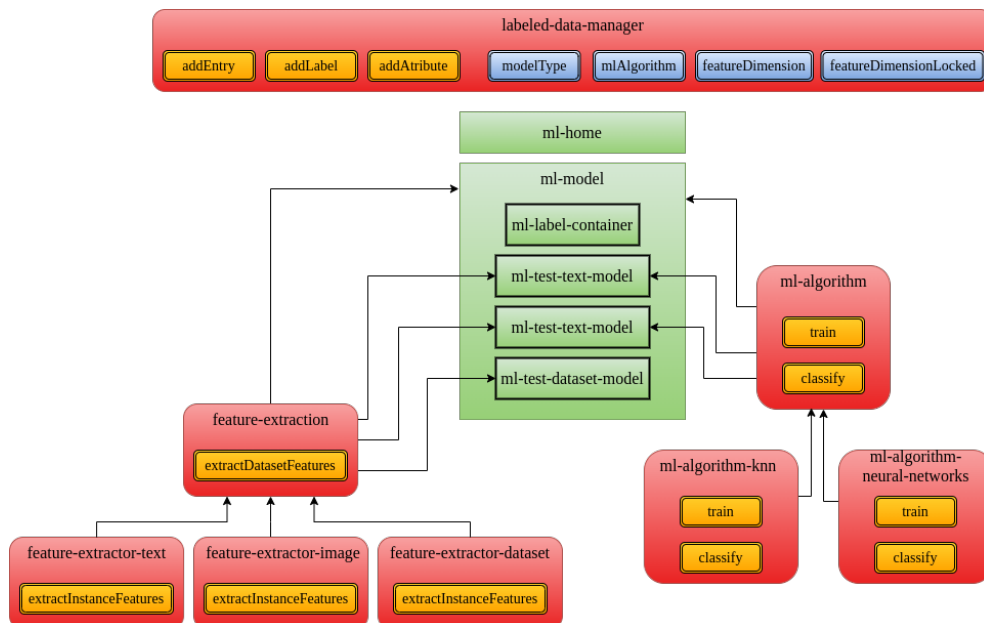 labeled-data-manager
addEntry addLabel addAtribute modelType mlAlgorithm featureDimension featureDimensionLocked
ml-home
ml-model
ml-label-container
ml-test-text-model
ml-test-text-model
ml-test-dataset-model
ml-algorithm
train
classify
feature-extraction
extractDatasetFeatures
ml-algorithm-knn
train
classify
ml-algorithm-
neural-networks
train
classify
feature-extractor-text
extractInstanceFeatures
feature-extractor-image
extractInstanceFeatures
feature-extractor-dataset
extractInstanceFeatures